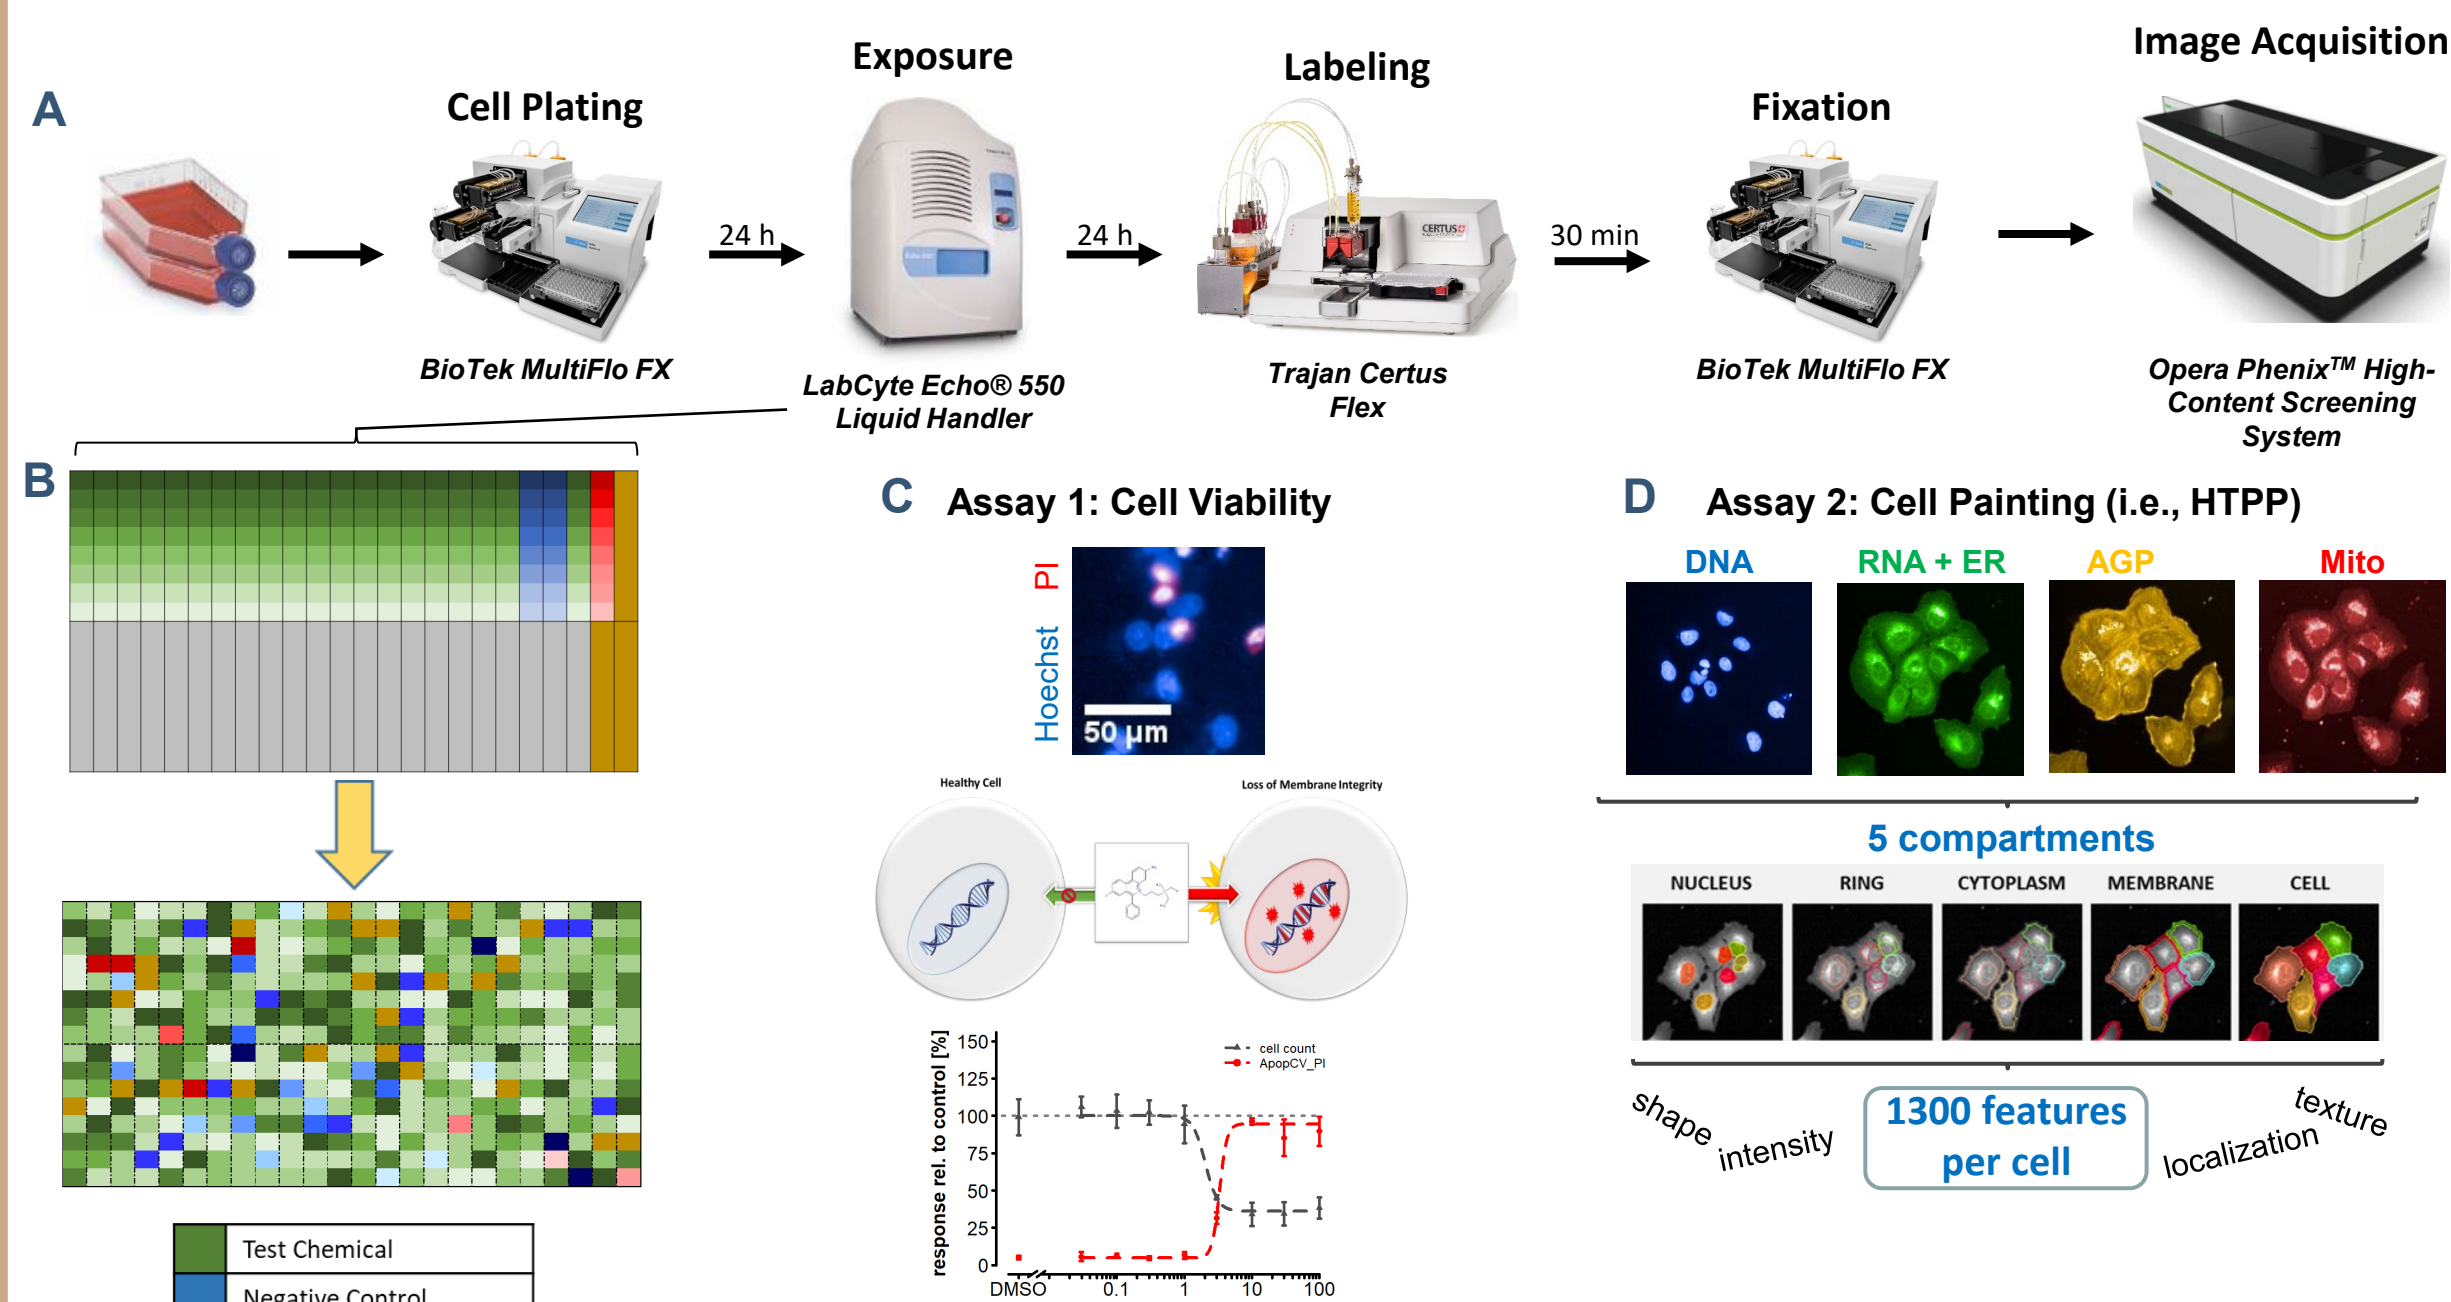 A
Cell Plating
Exposure
Labeling
Fixation
Image Acquisition
24 h
24 h
30 min
CERTUS
BioTek MultiFlo FX
LabCyte Echo® 550
Liquid Handler
Trajan Certus
Flex
BioTek MultiFlo FX
Opera Phenix™ High-
Content Screening
System
B
Test Chemical
Negative Control
C
Assay 1: Cell Viability
Hoechst PI
50 µm
Healthy Cell
Loss of Membrane Integrity
response rel. to control [%]
150
125
100
75
50
25
0
cell count
ApopCV_PI
DMSO 0.1 1 10 100
D
Assay 2: Cell Painting (i.e., HTPP)
DNA RNA + ER AGP Mito
5 compartments
NUCLEUS RING CYTOPLASM MEMBRANE CELL
shape
intensity
1300 features
per cell
localization
texture